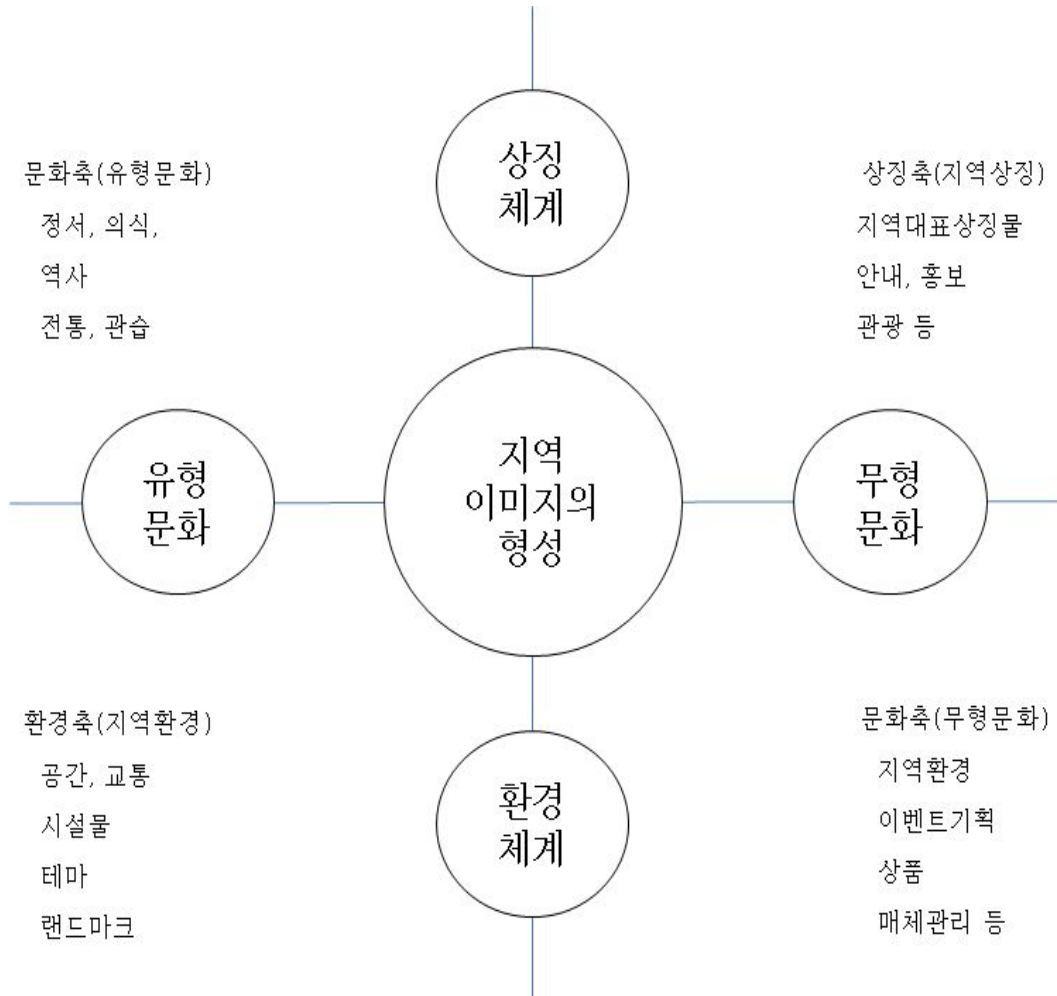 상징
체계
문화축(유형문화)
정서, 의식,
역사
전통, 관습
상징축(지역상징)
지역대표상징물
안내, 홍보
관광 등
유형
문화
지역
이미지의
형성
무형
문화
환경축(지역환경)
공간, 교통
시설물
테마
랜드마크
환경
체계
문화축(무형문화)
지역환경
이벤트기획
상품
매체관리 등